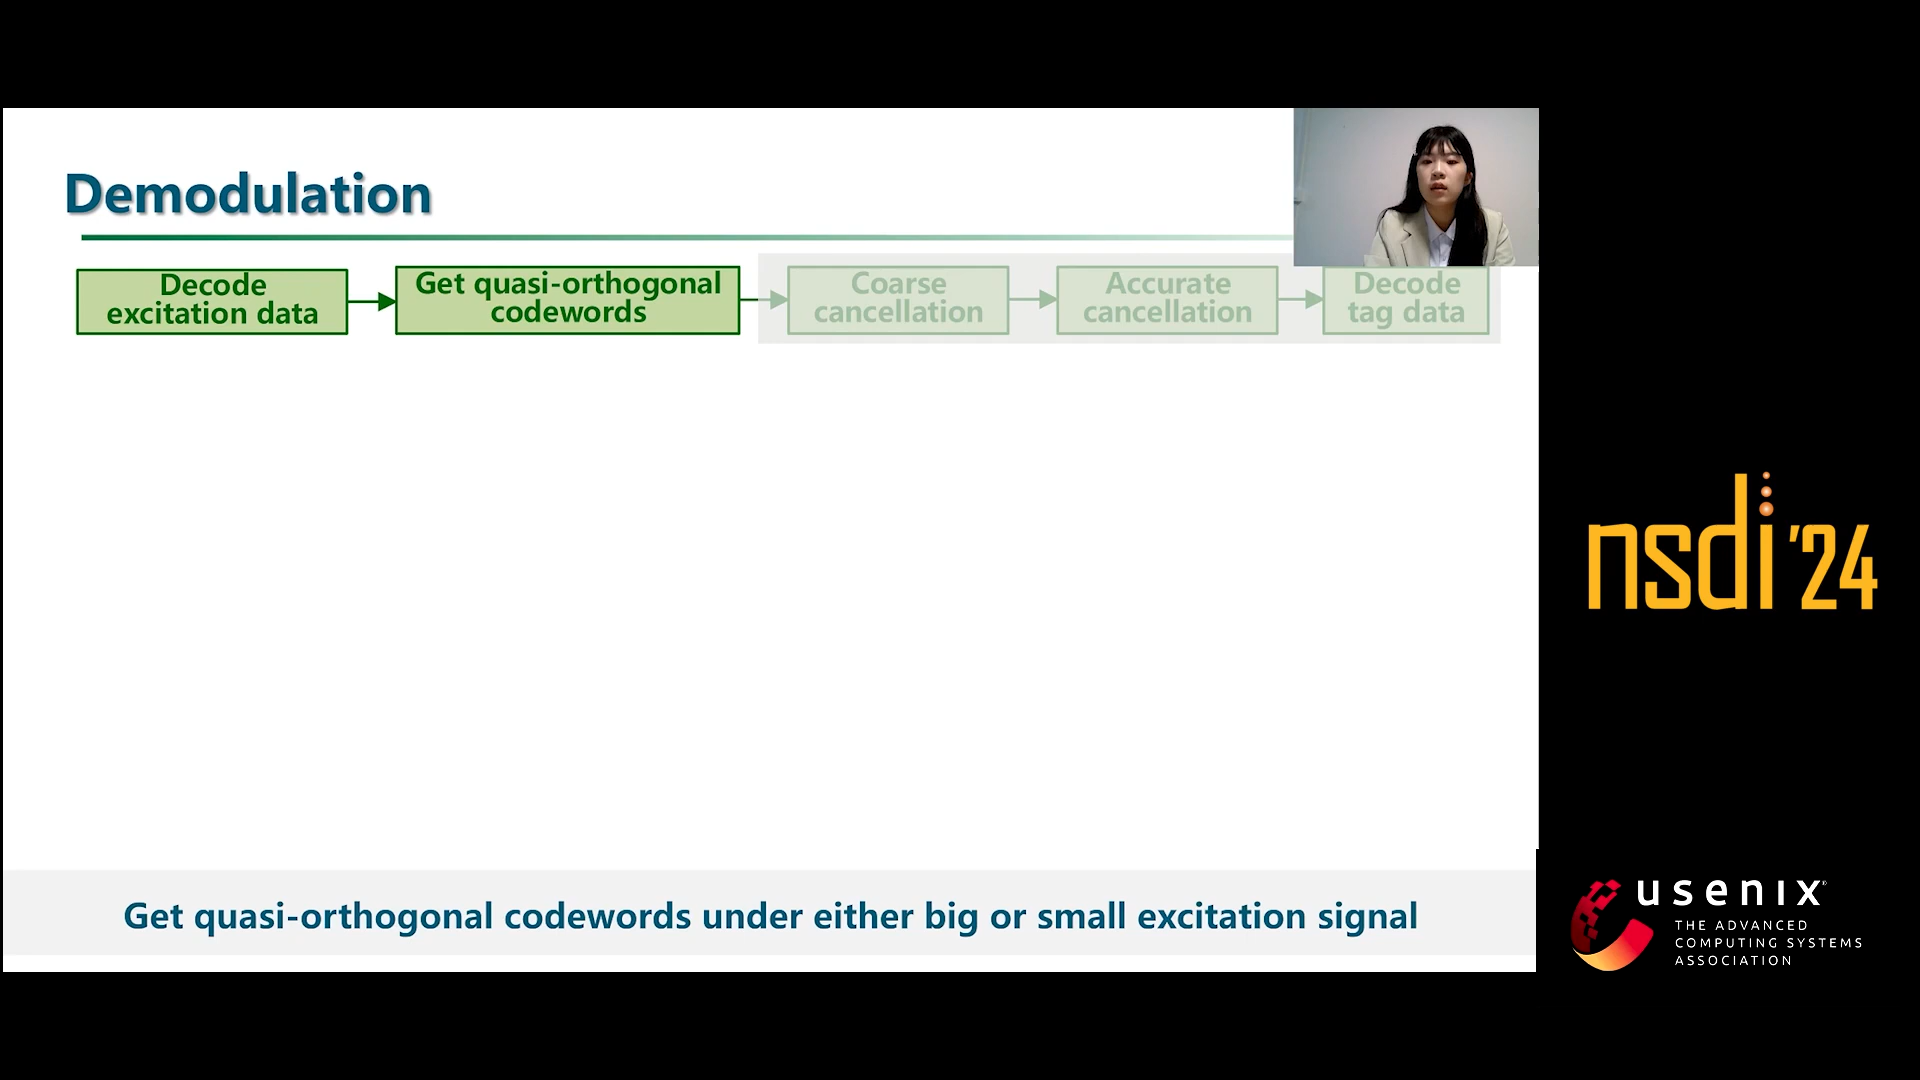 Demodulation
Decode
excitation data
Get quasi-orthogonal
codewords
Coarse
cancellation
Accurate
cancellation
Decode
tag data
nsdi '24
Get quasi-orthogonal codewords under either big or small excitation signal
usenix
THE ADVANCED
COMPUTING SYSTEMS
ASSOCIATION